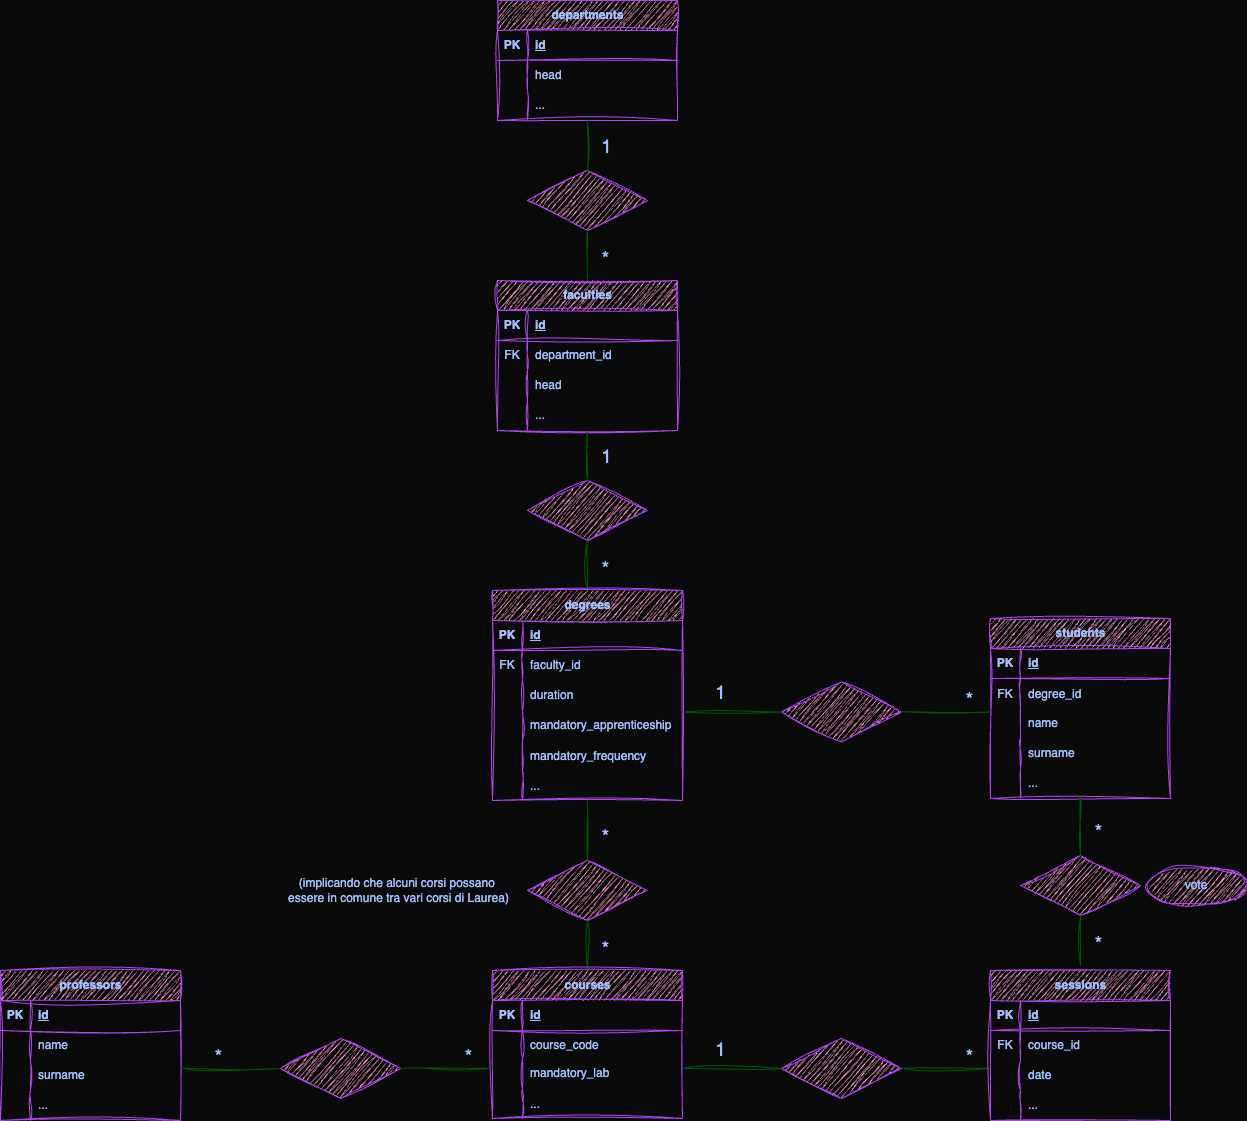 departments
PK id
head
...
1
*
faculties
PK id
FK department_id
head
...
1
*
degrees
PK id
FK faculty_id
duration
mandatory_apprenticeship
mandatory_frequency
...
1
*
students
PK id
FK degree_id
name
surname
...
*
(implicando che alcuni corsi possano
essere in comune tra vari corsi di Laurea)
*
*
vote
*
professors
PK id
name
surname
...
*
*
courses
PK id
course_code
mandatory_lab
...
1
*
sessions
PK id
FK course_id
date
...